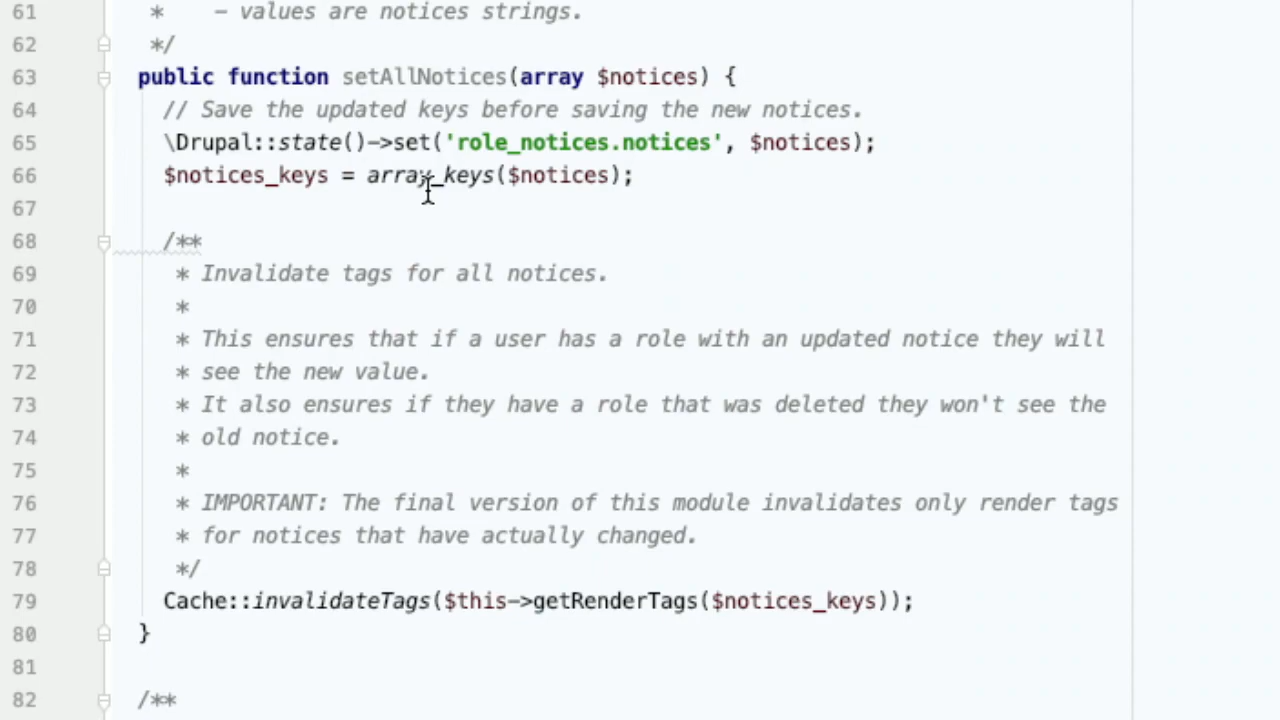 61 *    - values are notices strings.
62 */
63 public function setAllNotices(array $notices) {
64 // Save the updated keys before saving the new notices.
65 \Drupal::state()->set('role_notices.notices', $notices);
66 $notices_keys = array_keys($notices);
67
68 /**
69 * Invalidate tags for all notices.
70 *
71 * This ensures that if a user has a role with an updated notice they will
72 * see the new value.
73 * It also ensures if they have a role that was deleted they won't see the
74 * old notice.
75 *
76 * IMPORTANT: The final version of this module invalidates only render tags
77 * for notices that have actually changed.
78 */
79 Cache::invalidateTags($this->getRenderTags($notices_keys));
80 }
81
82 /**